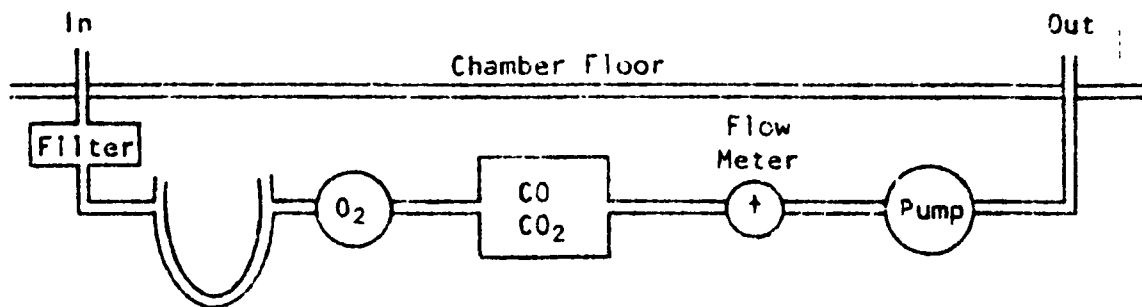 In
Out
Chamber Floor
Filter
Flow
Meter
O₂
CO
CO₂
Pump